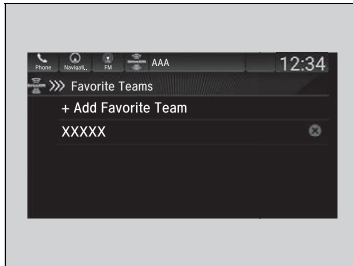 AAA
12:34
Phone
Navigati..
FM
Favorite Teams
+ Add Favorite Team
XXXXX